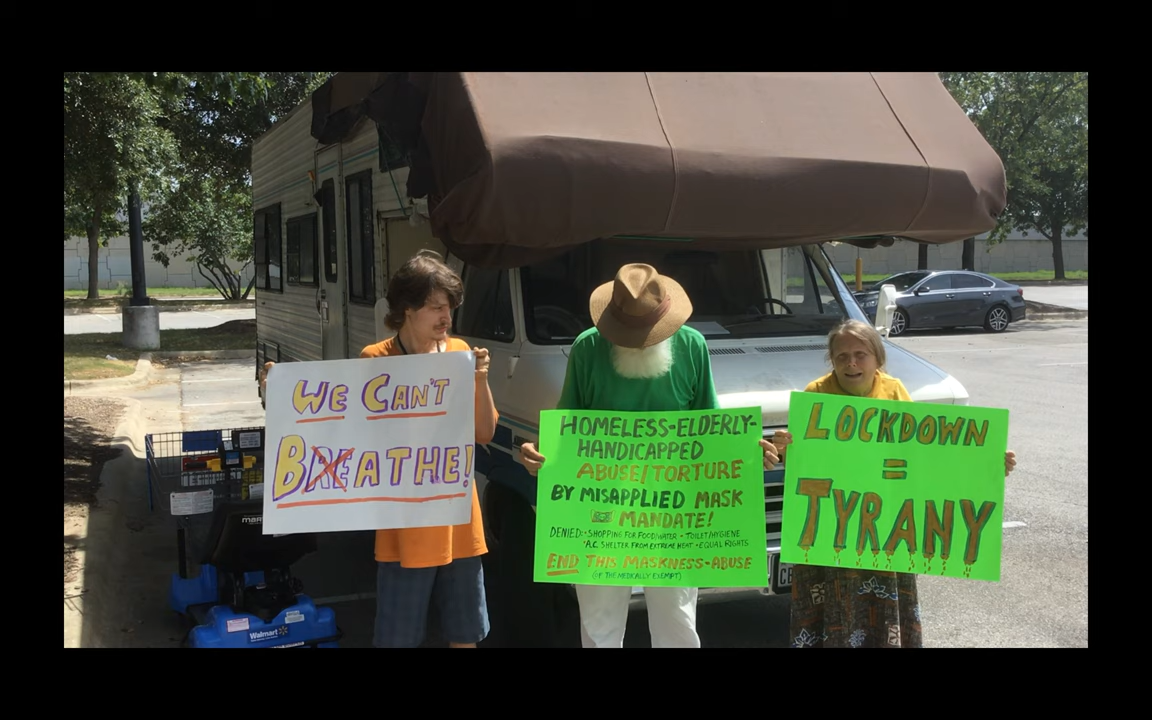 WE CAN'T
BREATHE!
HOMELESS-ELDERLY-
HANDICAPPED
ABUSE/TORTURE
BY MISAPPLIED MASK
MANDATE!
DENIED: • SHOPPING FOR FOOD/WATER • TOILET/HYGIENE
• A.C. SHELTER FROM EXTREME HEAT • EQUAL RIGHTS
END THIS MASKNESS-ABUSE
(OF THE MEDICALLY EXEMPT)
LOCKDOWN
=
TYRANY
Walmart